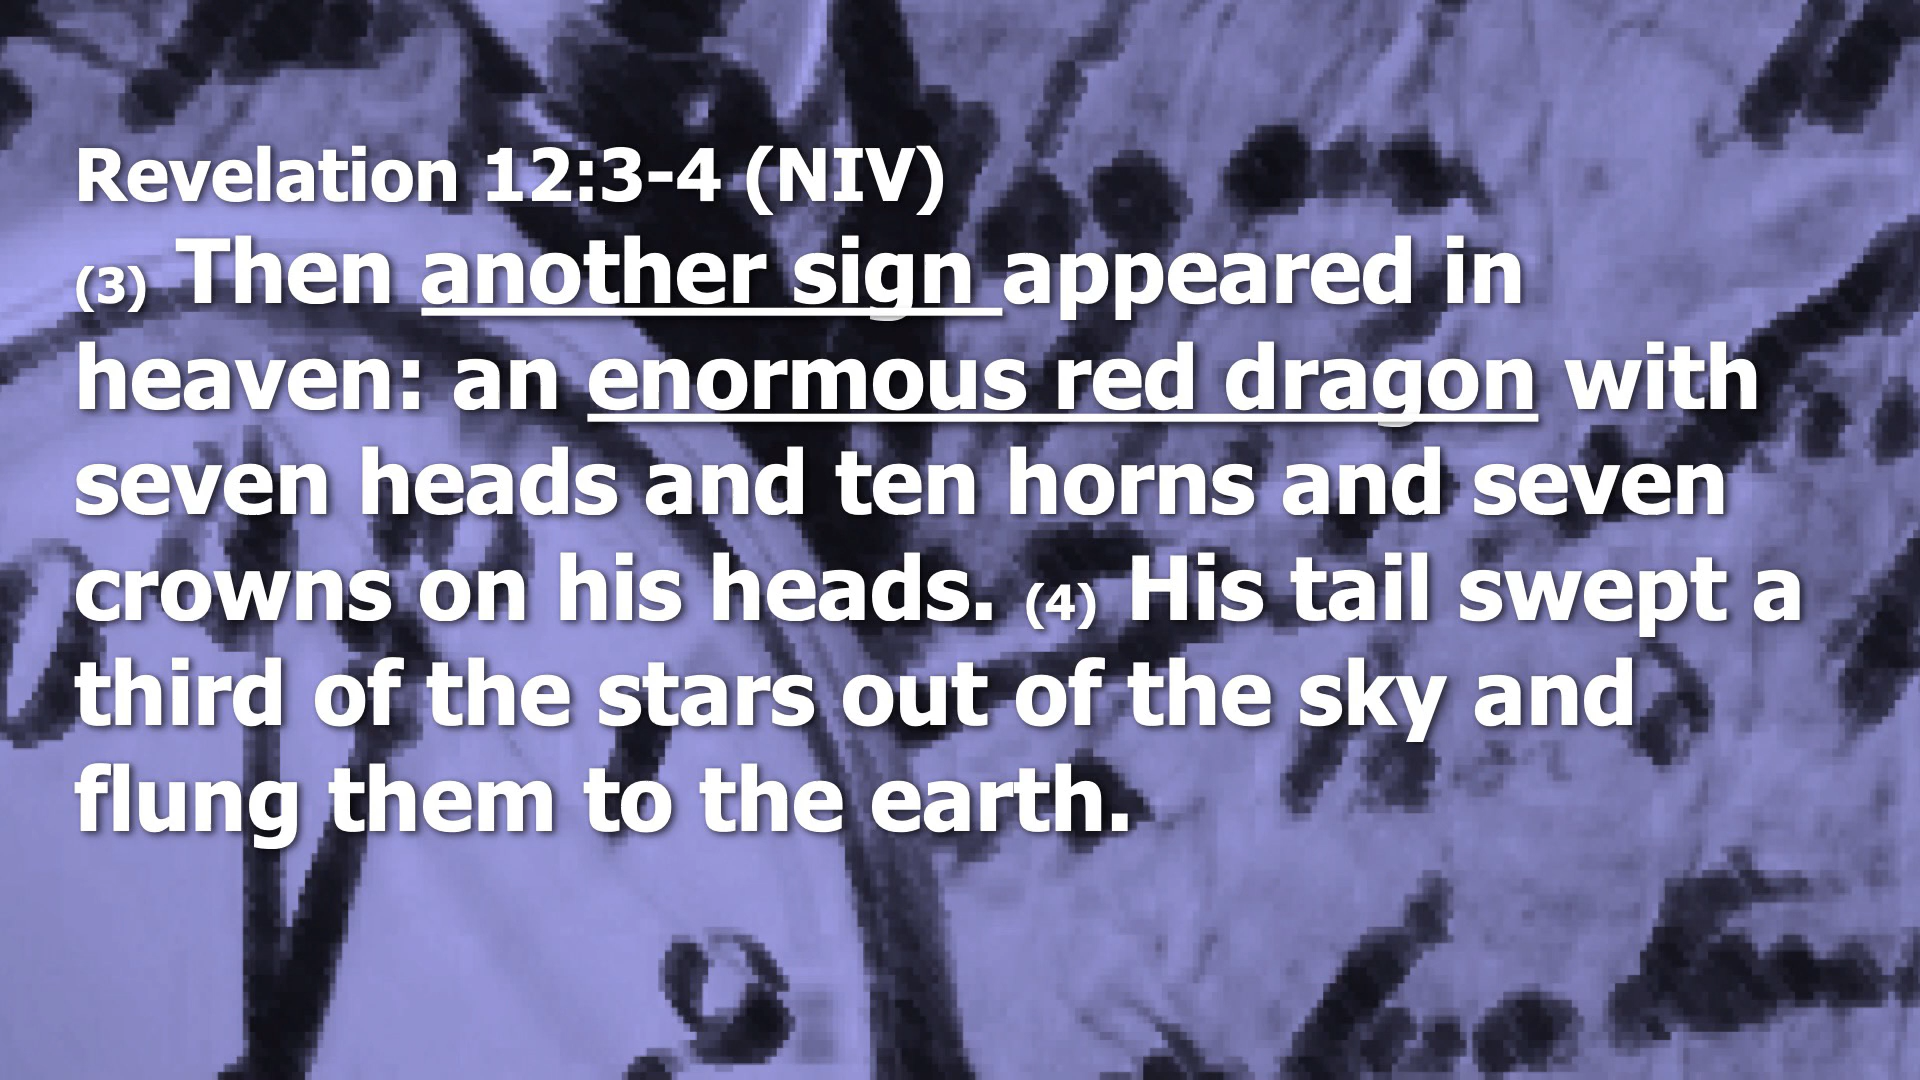 Revelation 12:3-4 (NIV)
(3) Then another sign appeared in
heaven: an enormous red dragon with
seven heads and ten horns and seven
crowns on his heads. (4) His tail swept a
third of the stars out of the sky and
flung them to the earth.